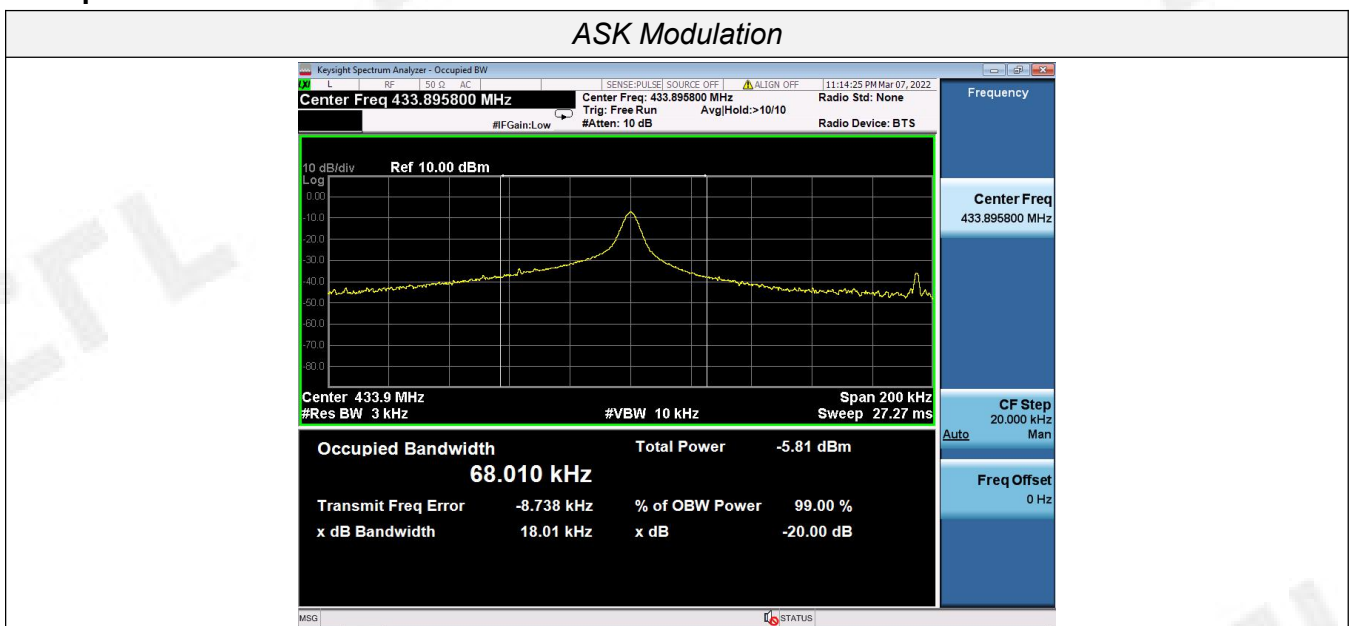 ASK Modulation
Keysight Spectrum Analyzer - Occupied BW
L RF 50 Ω AC SENSE:PULSE SOURCE OFF ALIGN OFF 11:14:25 PM Mar 07, 2022
Center Freq 433.895800 MHz
Center Freq: 433.895800 MHz
Radio Std: None
Trig: Free Run Avg|Hold:>10/10
#IFGain:Low
#Atten: 10 dB
Radio Device: BTS
Frequency
10 dB/div Ref 10.00 dBm
Log
0.00
-10.0
-20.0
-30.0
-40.0
-50.0
-60.0
-70.0
-80.0
Center Freq
433.895800 MHz
Center 433.9 MHz Span 200 kHz
#Res BW 3 kHz #VBW 10 kHz Sweep 27.27 ms
CF Step
20.000 kHz
Auto Man
Occupied Bandwidth Total Power -5.81 dBm
68.010 kHz
Transmit Freq Error -8.738 kHz % of OBW Power 99.00 %
x dB Bandwidth 18.01 kHz x dB -20.00 dB
Freq Offset
0 Hz
MSG STATUS